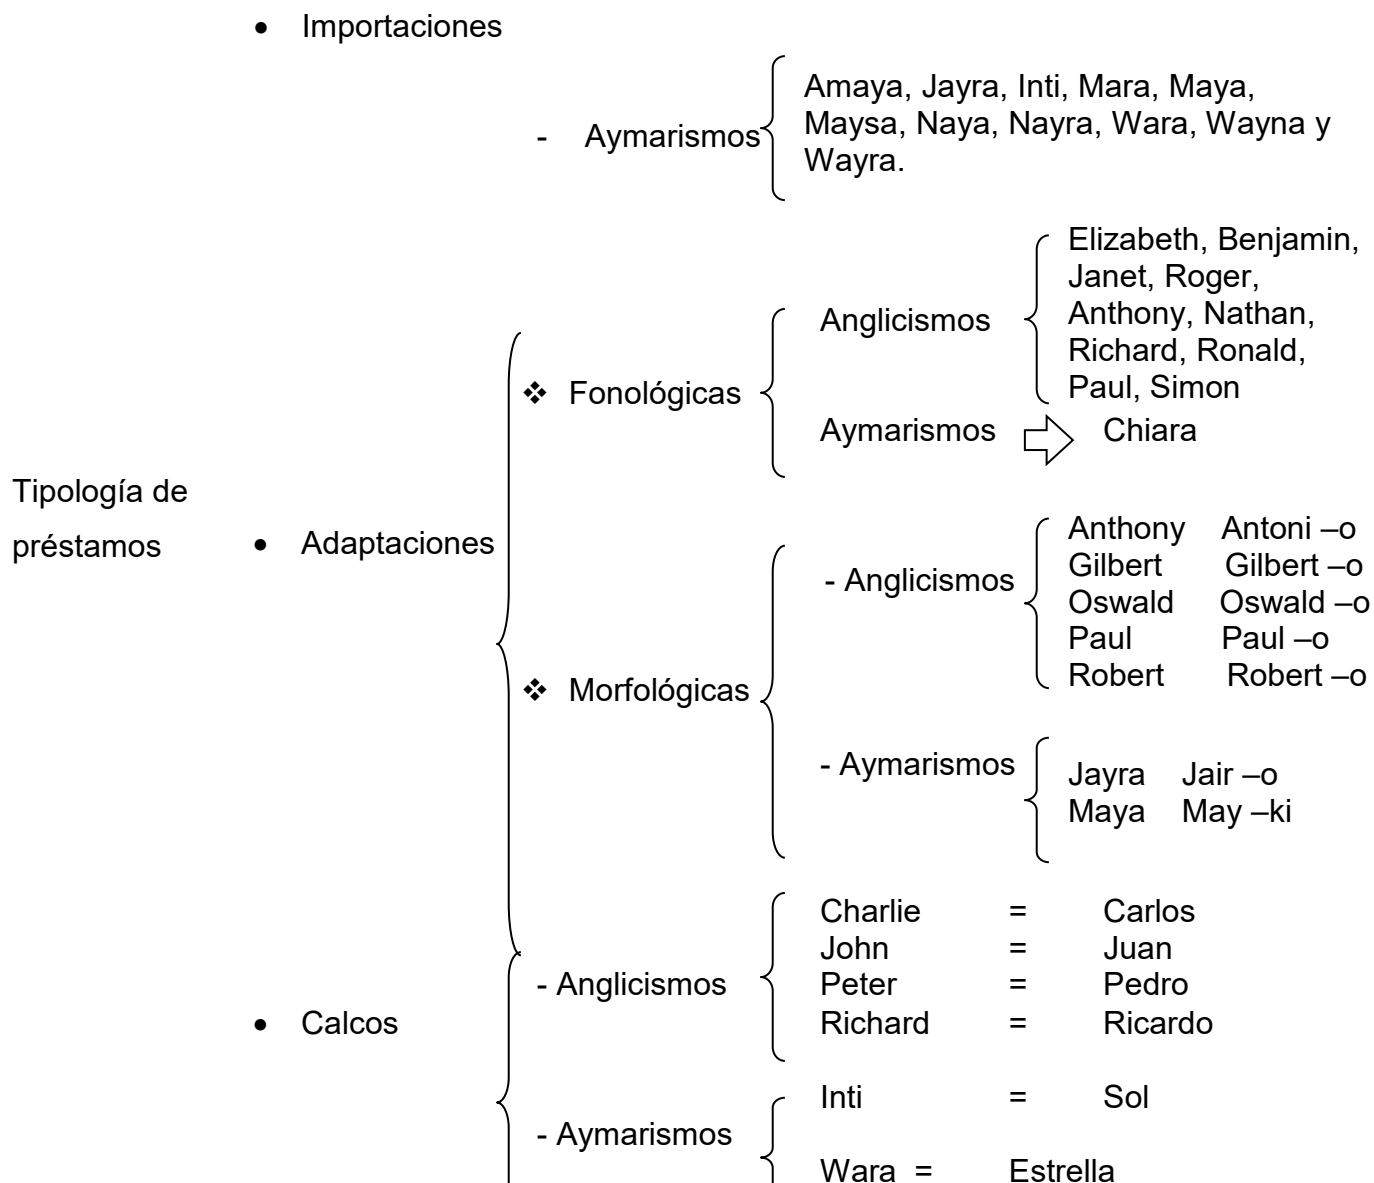 • Importaciones
- Aymarismos
Amaya, Jayra, Inti, Mara, Maya,
Maysa, Naya, Nayra, Wara, Wayna y
Wayra.
Tipología de
préstamos
• Adaptaciones
❖ Fonológicas
Anglicismos
Elizabeth, Benjamin,
Janet, Roger,
Anthony, Nathan,
Richard, Ronald,
Paul, Simon
Aymarismos Chiara
❖ Morfológicas
- Anglicismos
Anthony Antoni –o
Gilbert Gilbert –o
Oswald Oswald –o
Paul Paul –o
Robert Robert –o
- Aymarismos
Jayra Jair –o
Maya May –ki
• Calcos
- Anglicismos
Charlie = Carlos
John = Juan
Peter = Pedro
Richard = Ricardo
- Aymarismos
Inti = Sol
Wara = Estrella